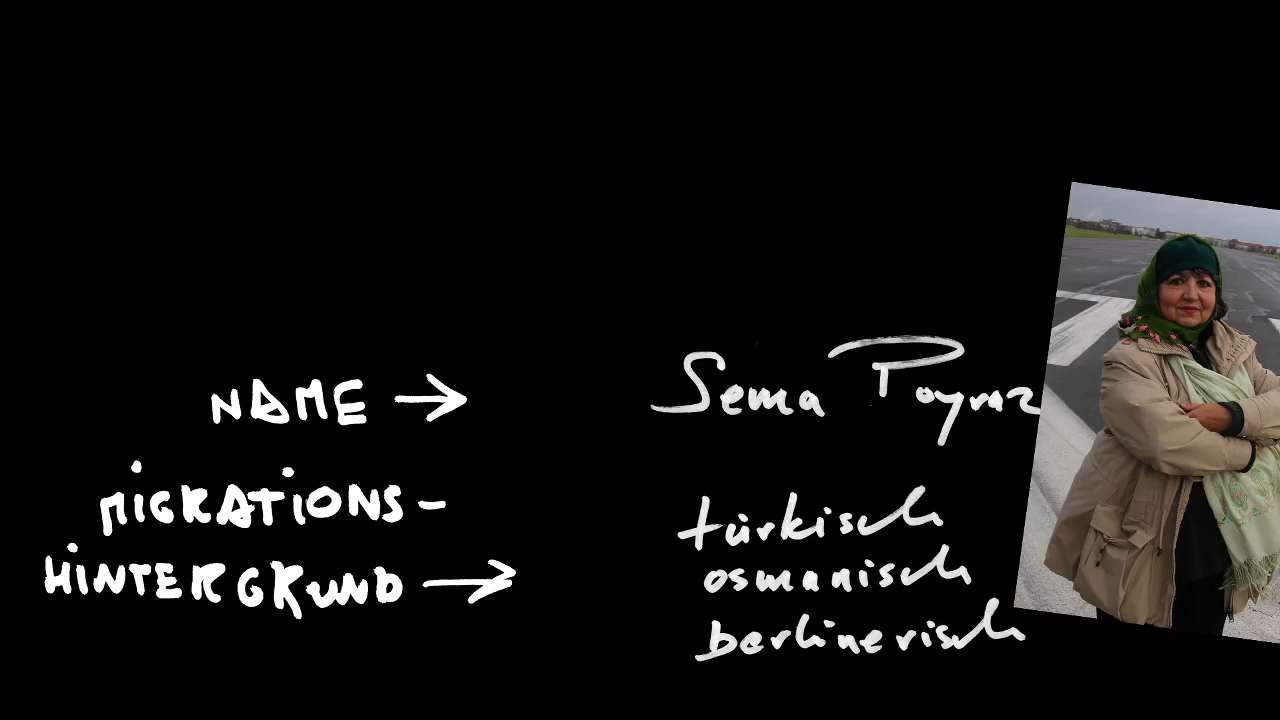 NAME → Sema Poyraz
MiGRATiONS-
HiNTERGRUND → türkisch
osmanisch
berlinerisch